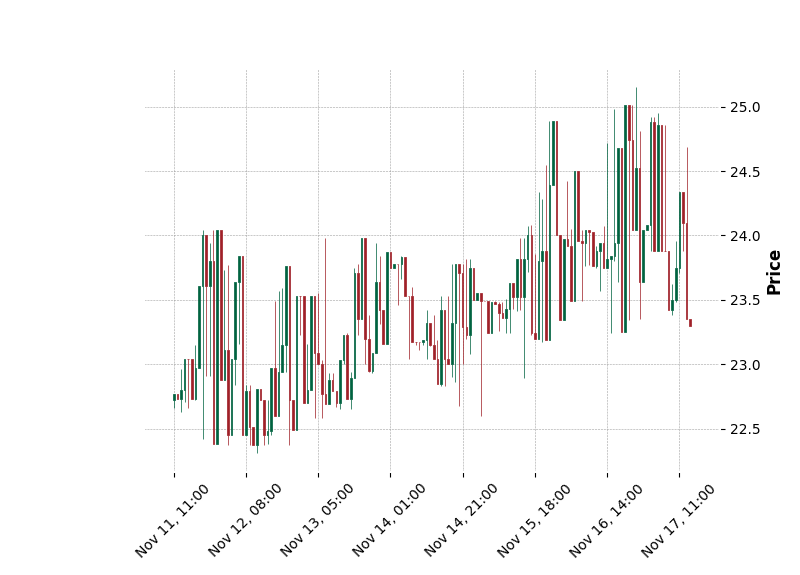 25.0
24.5
24.0
23.5
23.0
22.5
Price
Nov 11, 11:00
Nov 12, 08:00
Nov 13, 05:00
Nov 14, 01:00
Nov 14, 21:00
Nov 15, 18:00
Nov 16, 14:00
Nov 17, 11:00